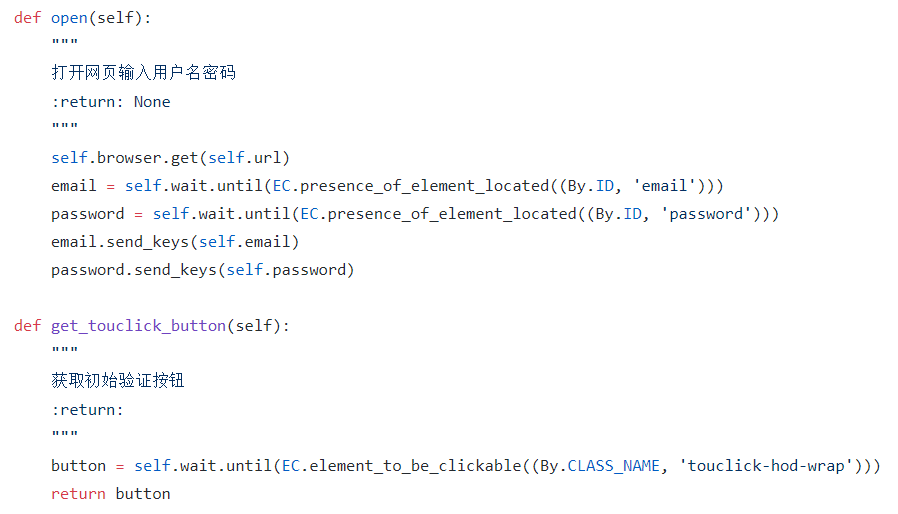 def open(self):
    """
    打开网页输入用户名密码
    :return: None
    """
    self.browser.get(self.url)
    email = self.wait.until(EC.presence_of_element_located((By.ID, 'email')))
    password = self.wait.until(EC.presence_of_element_located((By.ID, 'password')))
    email.send_keys(self.email)
    password.send_keys(self.password)

def get_touclick_button(self):
    """
    获取初始验证按钮
    :return:
    """
    button = self.wait.until(EC.element_to_be_clickable((By.CLASS_NAME, 'touclick-hod-wrap')))
    return button